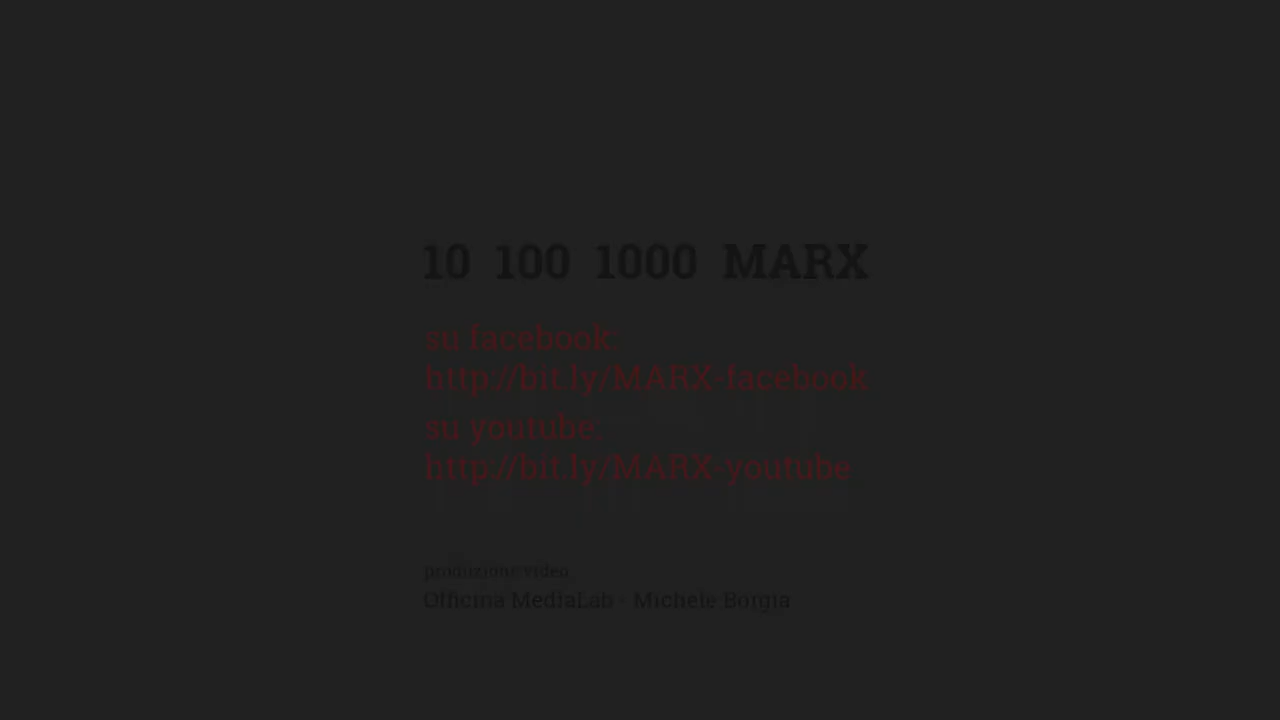 10 100 1000 MARX
su facebook:
http://bit.ly/MARX-facebook
su youtube:
http://bit.ly/MARX-youtube
produzione video
Officina MediaLab - Michele Borgia